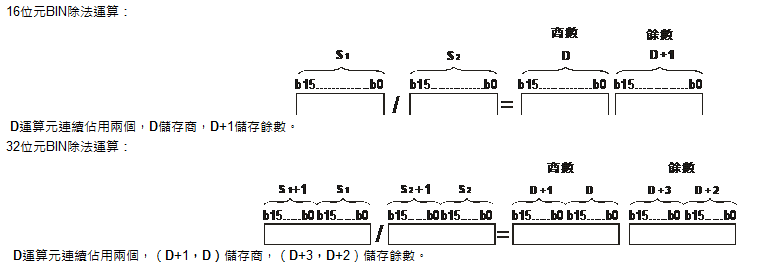 16位元BIN除法運算：
商數 餘數
S1 S2 D D+1
b15..............b0 b15..............b0 b15..............b0 b15..............b0
/ =
D運算元連續佔用兩個，D儲存商，D+1儲存餘數。
32位元BIN除法運算：
商數 餘數
S1+1 S1 S2+1 S2 D+1 D D+3 D+2
b15.....b0 b15.....b0 b15.....b0 b15.....b0 b15.....b0 b15.....b0 b15.....b0 b15.....b0
/ =
D運算元連續佔用兩個，（D+1，D）儲存商，（D+3，D+2）儲存餘數。